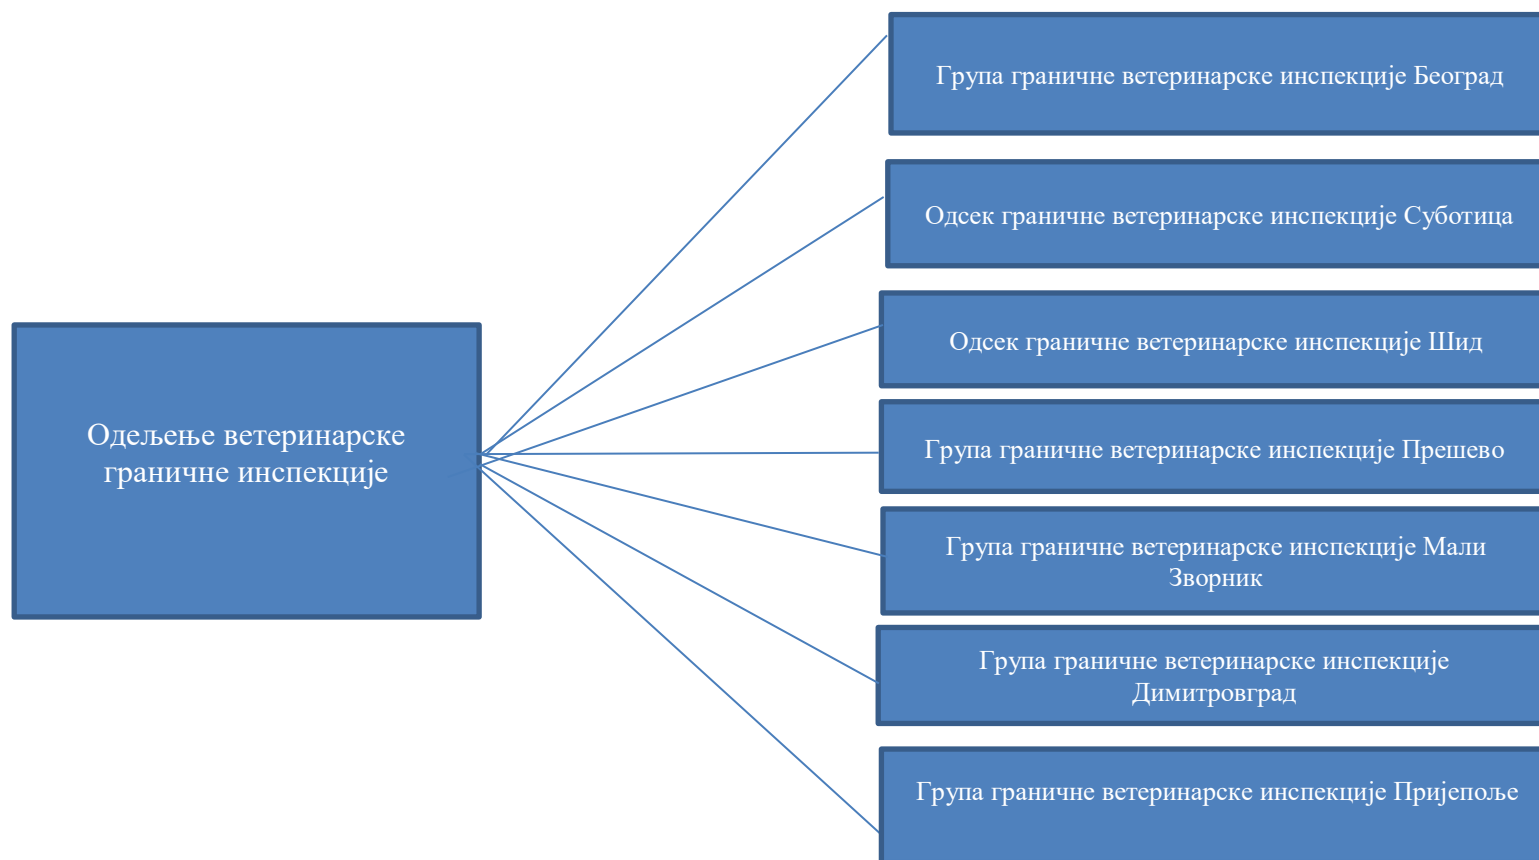 Група граничне ветеринарске инспекције Београд
Одсек граничне ветеринарске инспекције Суботица
Одсек граничне ветеринарске инспекције Шид
Одељење ветеринарске
граничне инспекције
Група граничне ветеринарске инспекције Прешево
Група граничне ветеринарске инспекције Мали
Зворник
Група граничне ветеринарске инспекције
Димитровград
Група граничне ветеринарске инспекције Пријепоље